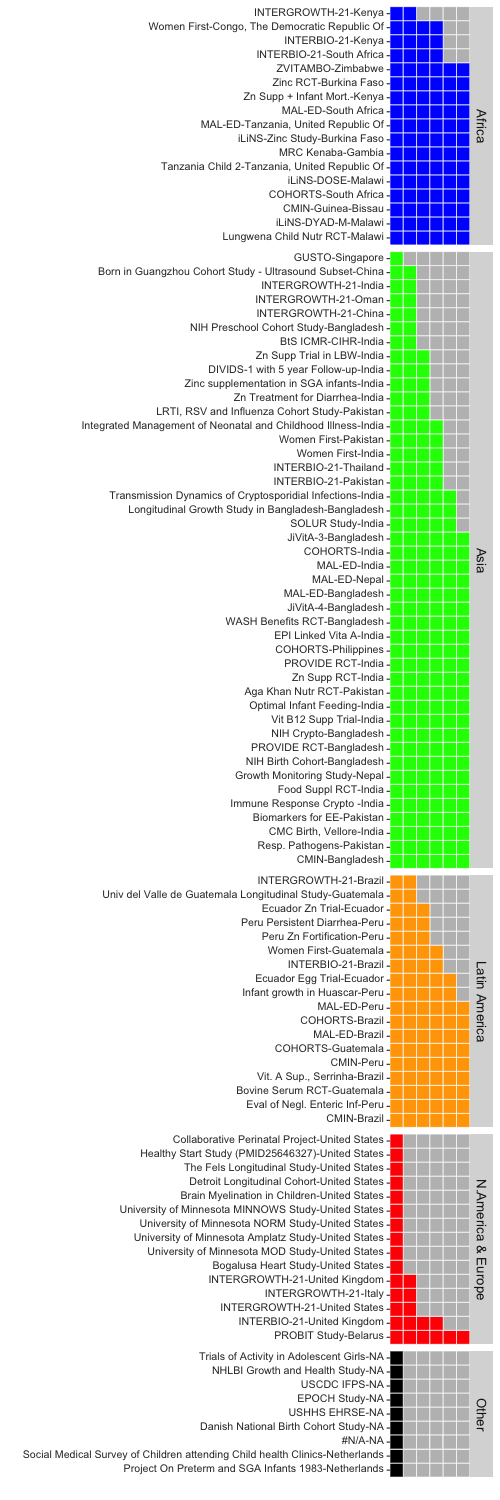 INTERGROWTH-21-Kenya
Women First-Congo, The Democratic Republic Of
INTERBIO-21-Kenya
INTERBIO-21-South Africa
ZVITAMBO-Zimbabwe
Zinc RCT-Burkina Faso
Zn Supp + Infant Mort.-Kenya
MAL-ED-South Africa
MAL-ED-Tanzania, United Republic Of
iLiNS-Zinc Study-Burkina Faso
MRC Kenaba-Gambia
Tanzania Child 2-Tanzania, United Republic Of
iLiNS-DOSE-Malawi
COHORTS-South Africa
CMIN-Guinea-Bissau
iLiNS-DYAD-M-Malawi
Lungwena Child Nutr RCT-Malawi
Africa
GUSTO-Singapore
Born in Guangzhou Cohort Study - Ultrasound Subset-China
INTERGROWTH-21-India
INTERGROWTH-21-Oman
INTERGROWTH-21-China
NIH Preschool Cohort Study-Bangladesh
BtS ICMR-CIHR-India
Zn Supp Trial in LBW-India
DIVIDS-1 with 5 year Follow-up-India
Zinc supplementation in SGA infants-India
Zn Treatment for Diarrhea-India
LRTI, RSV and Influenza Cohort Study-Pakistan
Integrated Management of Neonatal and Childhood Illness-India
Women First-Pakistan
Women First-India
INTERBIO-21-Thailand
INTERBIO-21-Pakistan
Transmission Dynamics of Cryptosporidial Infections-India
Longitudinal Growth Study in Bangladesh-Bangladesh
SOLUR Study-India
JiVitA-3-Bangladesh
COHORTS-India
MAL-ED-India
MAL-ED-Nepal
MAL-ED-Bangladesh
JiVitA-4-Bangladesh
WASH Benefits RCT-Bangladesh
EPI Linked Vita A-India
COHORTS-Philippines
PROVIDE RCT-India
Zn Supp RCT-India
Aga Khan Nutr RCT-Pakistan
Optimal Infant Feeding-India
Vit B12 Supp Trial-India
NIH Crypto-Bangladesh
PROVIDE RCT-Bangladesh
NIH Birth Cohort-Bangladesh
Growth Monitoring Study-Nepal
Food Suppl RCT-India
Immune Response Crypto -India
Biomarkers for EE-Pakistan
CMC Birth, Vellore-India
Resp. Pathogens-Pakistan
CMIN-Bangladesh
Asia
INTERGROWTH-21-Brazil
Univ del Valle de Guatemala Longitudinal Study-Guatemala
Ecuador Zn Trial-Ecuador
Peru Persistent Diarrhea-Peru
Peru Zn Fortification-Peru
Women First-Guatemala
INTERBIO-21-Brazil
Ecuador Egg Trial-Ecuador
Infant growth in Huascar-Peru
MAL-ED-Peru
COHORTS-Brazil
MAL-ED-Brazil
COHORTS-Guatemala
CMIN-Peru
Vit. A Sup., Serrinha-Brazil
Bovine Serum RCT-Guatemala
Eval of Negl. Enteric Inf-Peru
CMIN-Brazil
Latin America
Collaborative Perinatal Project-United States
Healthy Start Study (PMID25646327)-United States
The Fels Longitudinal Study-United States
Detroit Longitudinal Cohort-United States
Brain Myelination in Children-United States
University of Minnesota MINNOWS Study-United States
University of Minnesota NORM Study-United States
University of Minnesota Amplatz Study-United States
University of Minnesota MOD Study-United States
Bogalusa Heart Study-United States
INTERGROWTH-21-United Kingdom
INTERGROWTH-21-Italy
INTERGROWTH-21-United States
INTERBIO-21-United Kingdom
PROBIT Study-Belarus
N.America & Europe
Trials of Activity in Adolescent Girls-NA
NHLBI Growth and Health Study-NA
USCDC IFPS-NA
EPOCH Study-NA
USHHS EHRSE-NA
Danish National Birth Cohort Study-NA
#N/A-NA
Social Medical Survey of Children attending Child health Clinics-Netherlands
Project On Preterm and SGA Infants 1983-Netherlands
Other